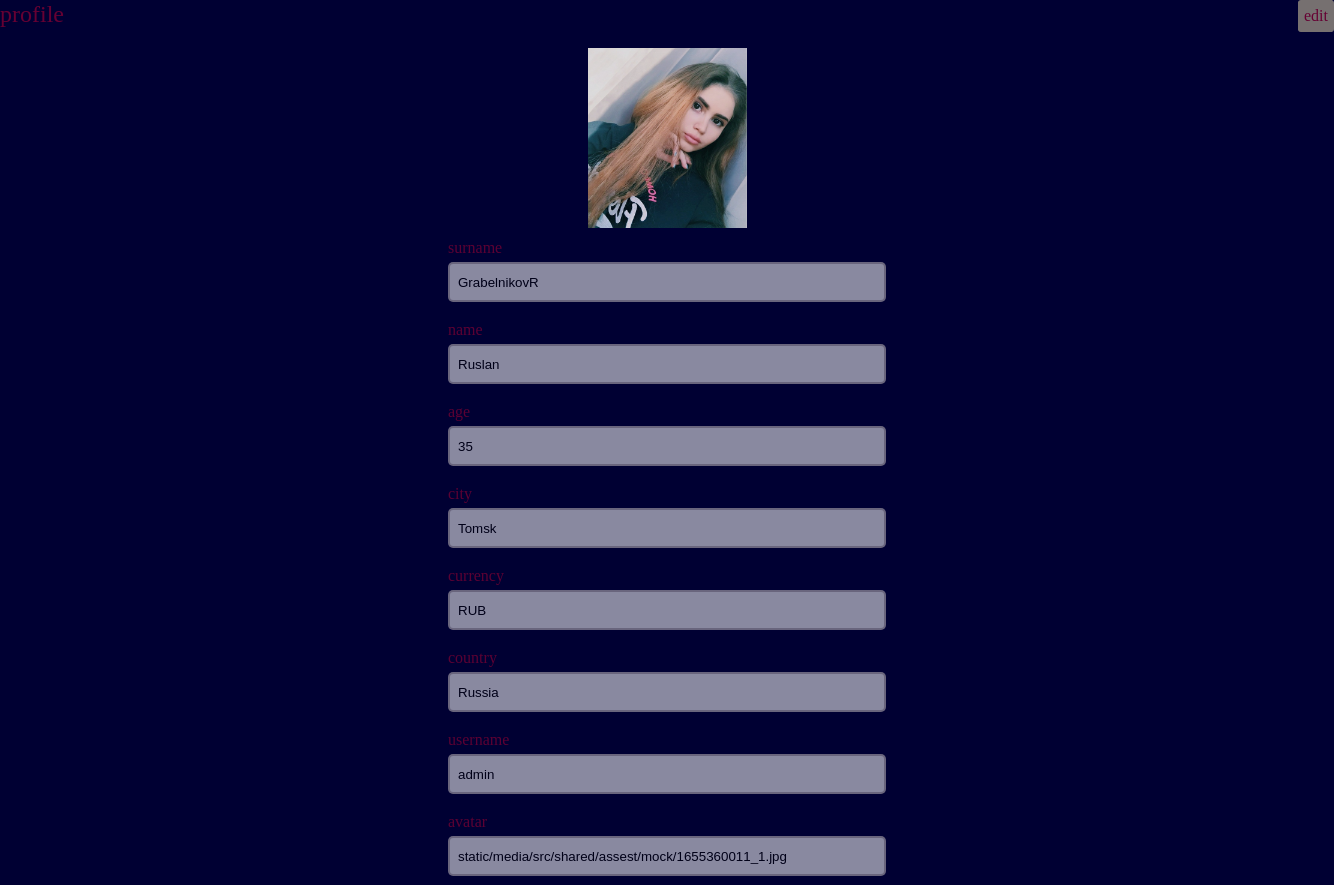 profile
edit
HOW
surname
GrabelnikovR
name
Ruslan
age
35
city
Tomsk
currency
RUB
country
Russia
username
admin
avatar
static/media/src/shared/assest/mock/1655360011_1.jpg